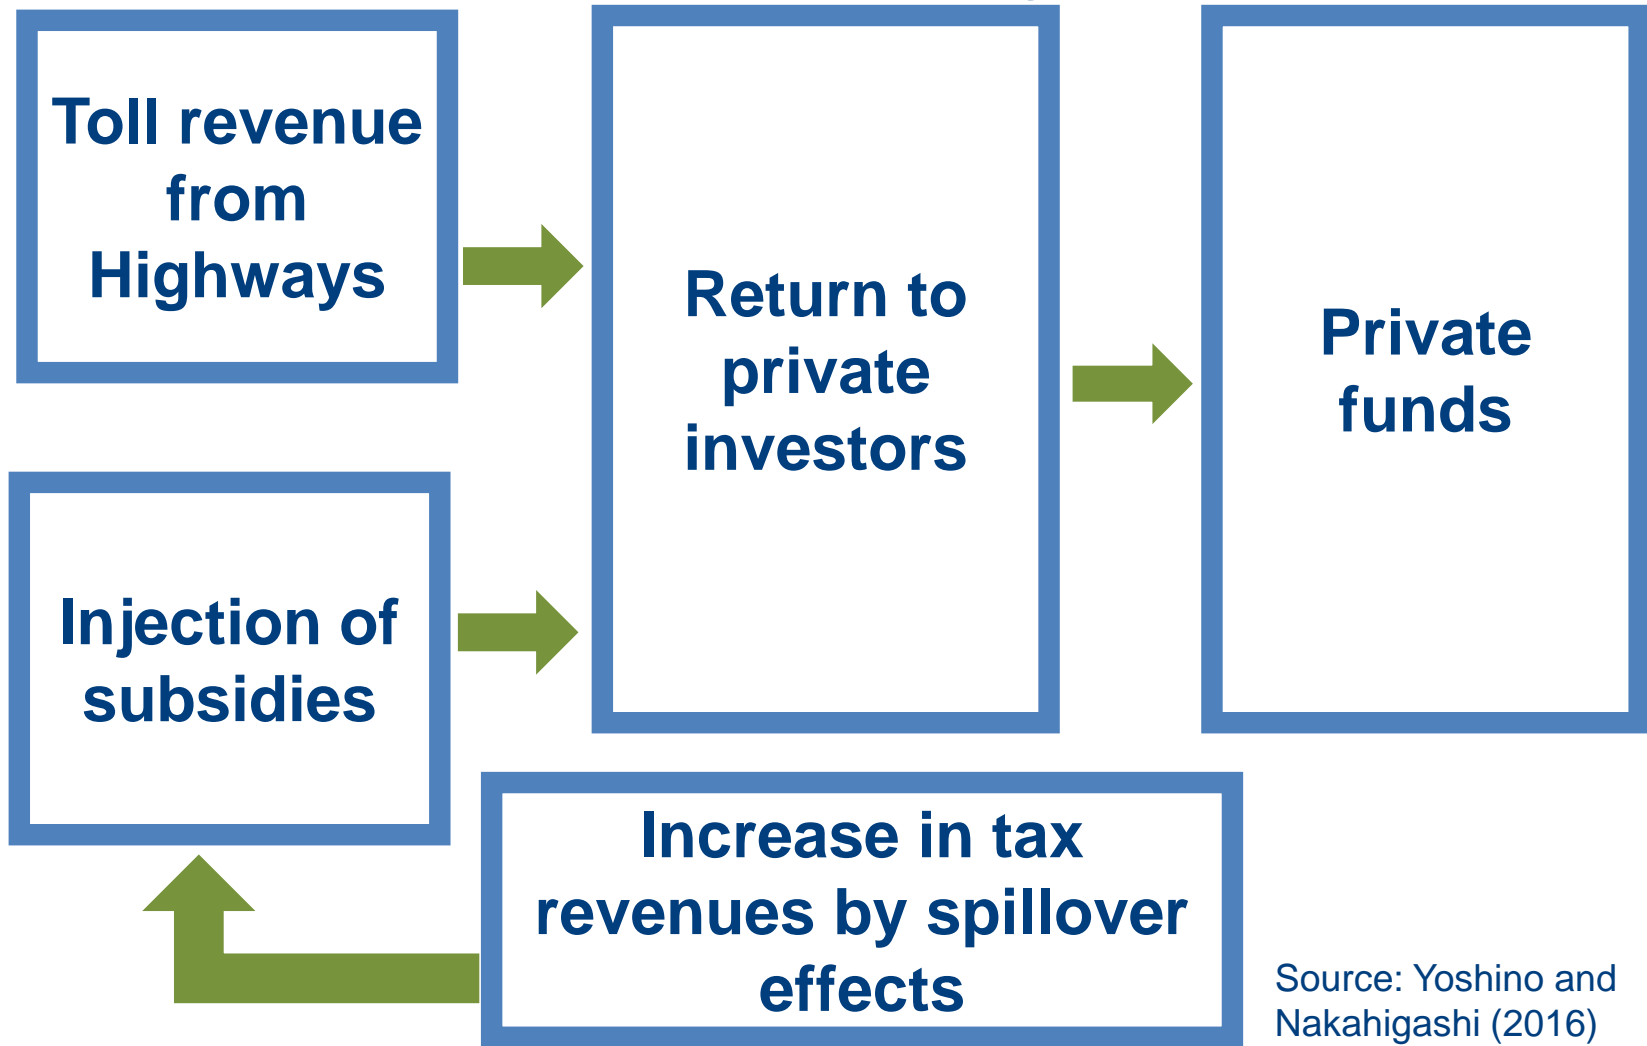 Toll revenue
from
Highways
Return to
private
investors
Private
funds
Injection of
subsidies
Increase in tax
revenues by spillover
effects
Source: Yoshino and
Nakahigashi (2016)